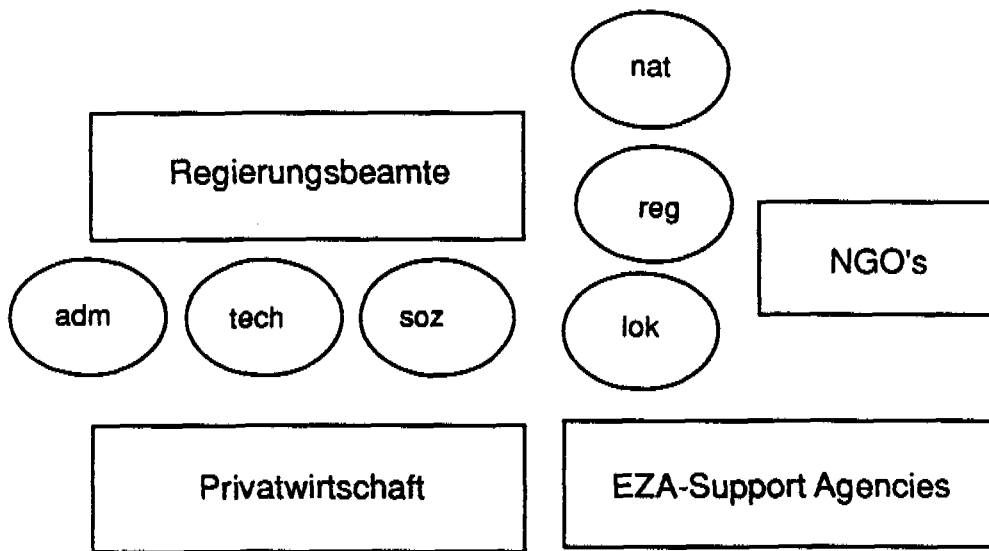 nat
Regierungsbeamte
reg
NGO's
adm
tech
soz
lok
Privatwirtschaft
EZA-Support Agencies